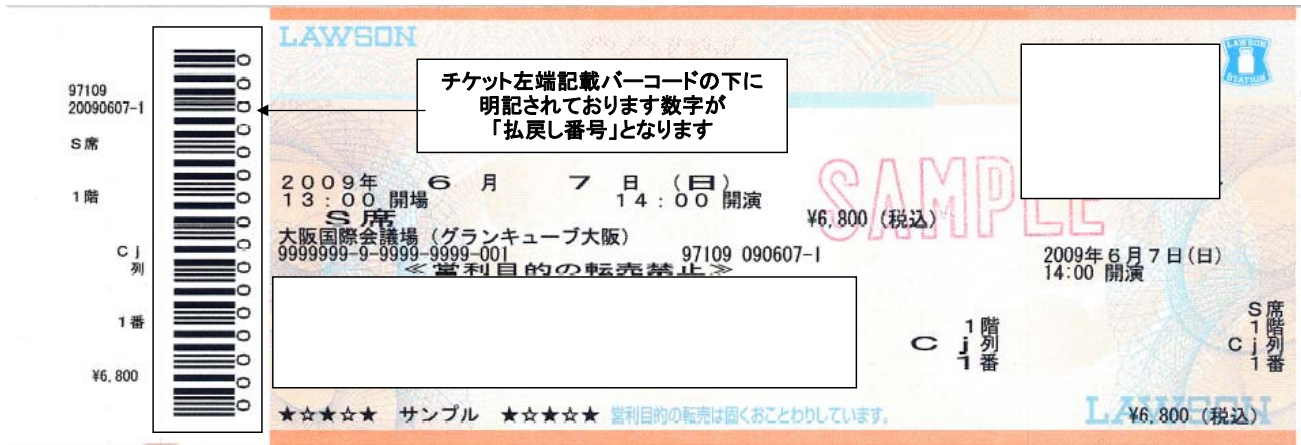 97109
20090607-1
S席
1階
Cj
列
1番
¥6,800
○○○○○○○○○○○○○○○○
LAWSON
チケット左端記載バーコードの下に
明記されております数字が
「払戻し番号」となります
LAWSON
STATION
SAMPLE
2009年 6月 7日 (日)
13:00 開場 14:00 開演
S席 ¥6,800 (税込)
大阪国際会議場 (グランキューブ大阪)
9999999-9-9999-9999-001 97109 090607-1
≪営利目的の転売禁止≫
2009年6月7日(日)
14:00 開演
1階
Cj列
1番
S席
1階
Cj列
1番
★☆★☆★ サンプル ★☆★☆★ 営利目的の転売は固くおことわりしています。
LAWSON
¥6,800 (税込)